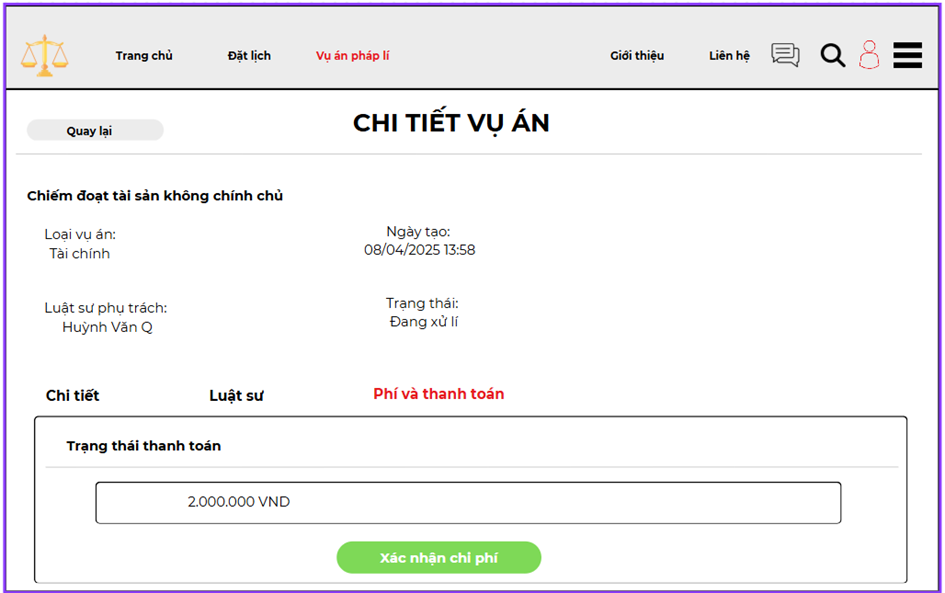 Trang chủ
Đặt lịch
Vụ án pháp lí
Giới thiệu
Liên hệ
Quay lại
CHI TIẾT VỤ ÁN
Chiếm đoạt tài sản không chính chủ
Loại vụ án:
Tài chính
Ngày tạo:
08/04/2025 13:58
Luật sư phụ trách:
Huỳnh Văn Q
Trạng thái:
Đang xử lí
Chi tiết
Luật sư
Phí và thanh toán
Trạng thái thanh toán
2.000.000 VND
Xác nhận chi phí